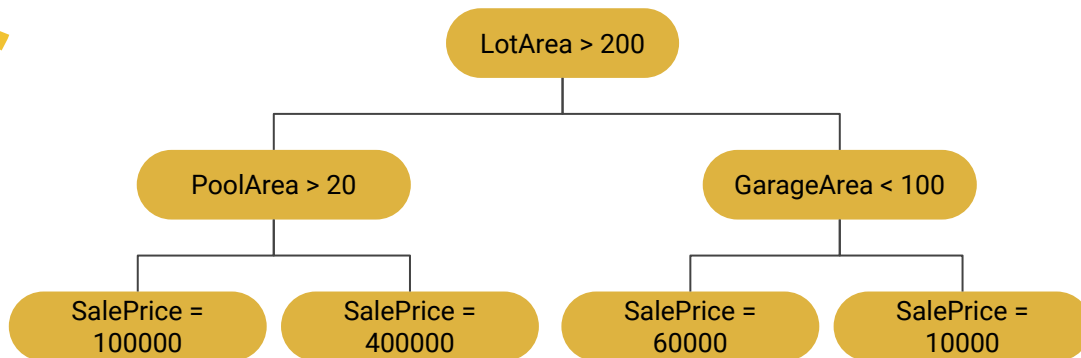 LotArea > 200
PoolArea > 20
GarageArea < 100
SalePrice =
100000
SalePrice =
400000
SalePrice =
60000
SalePrice =
10000